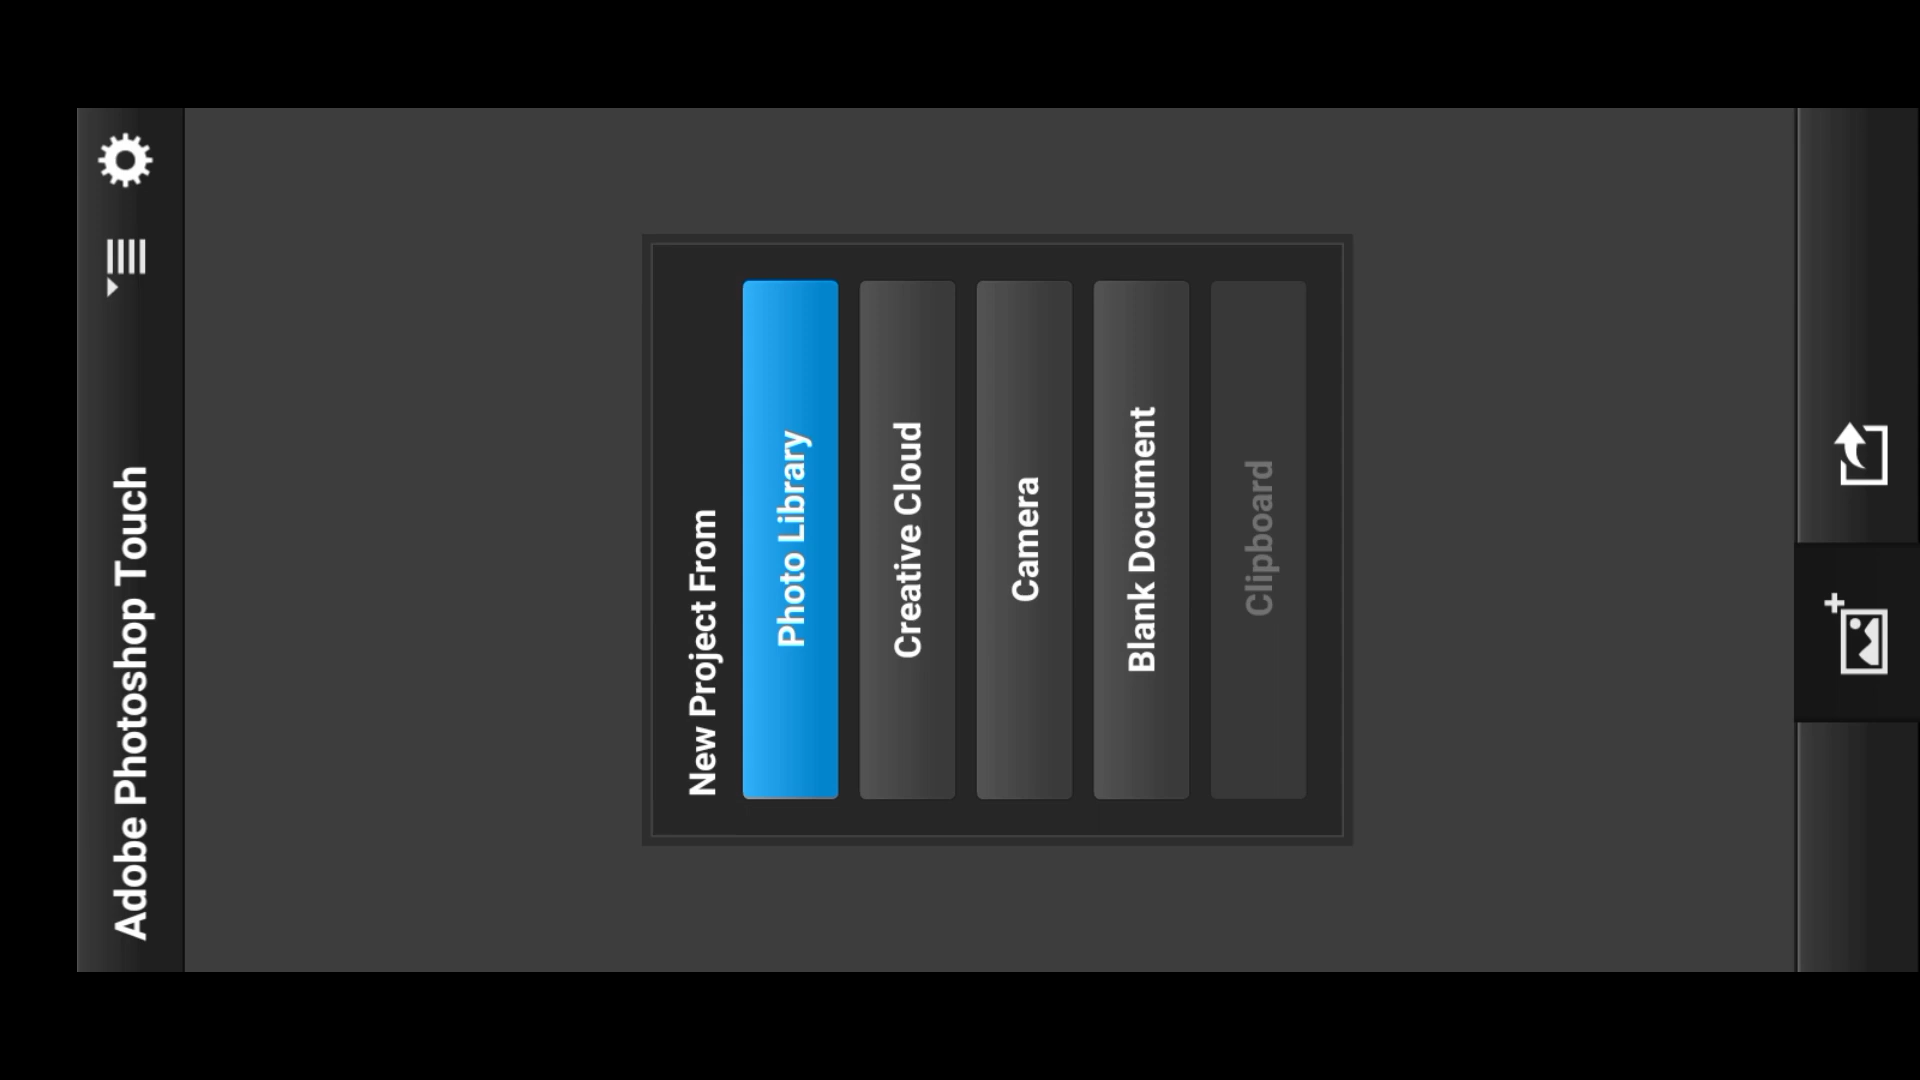 Adobe Photoshop Touch
New Project From
Photo Library
Creative Cloud
Camera
Blank Document
Clipboard